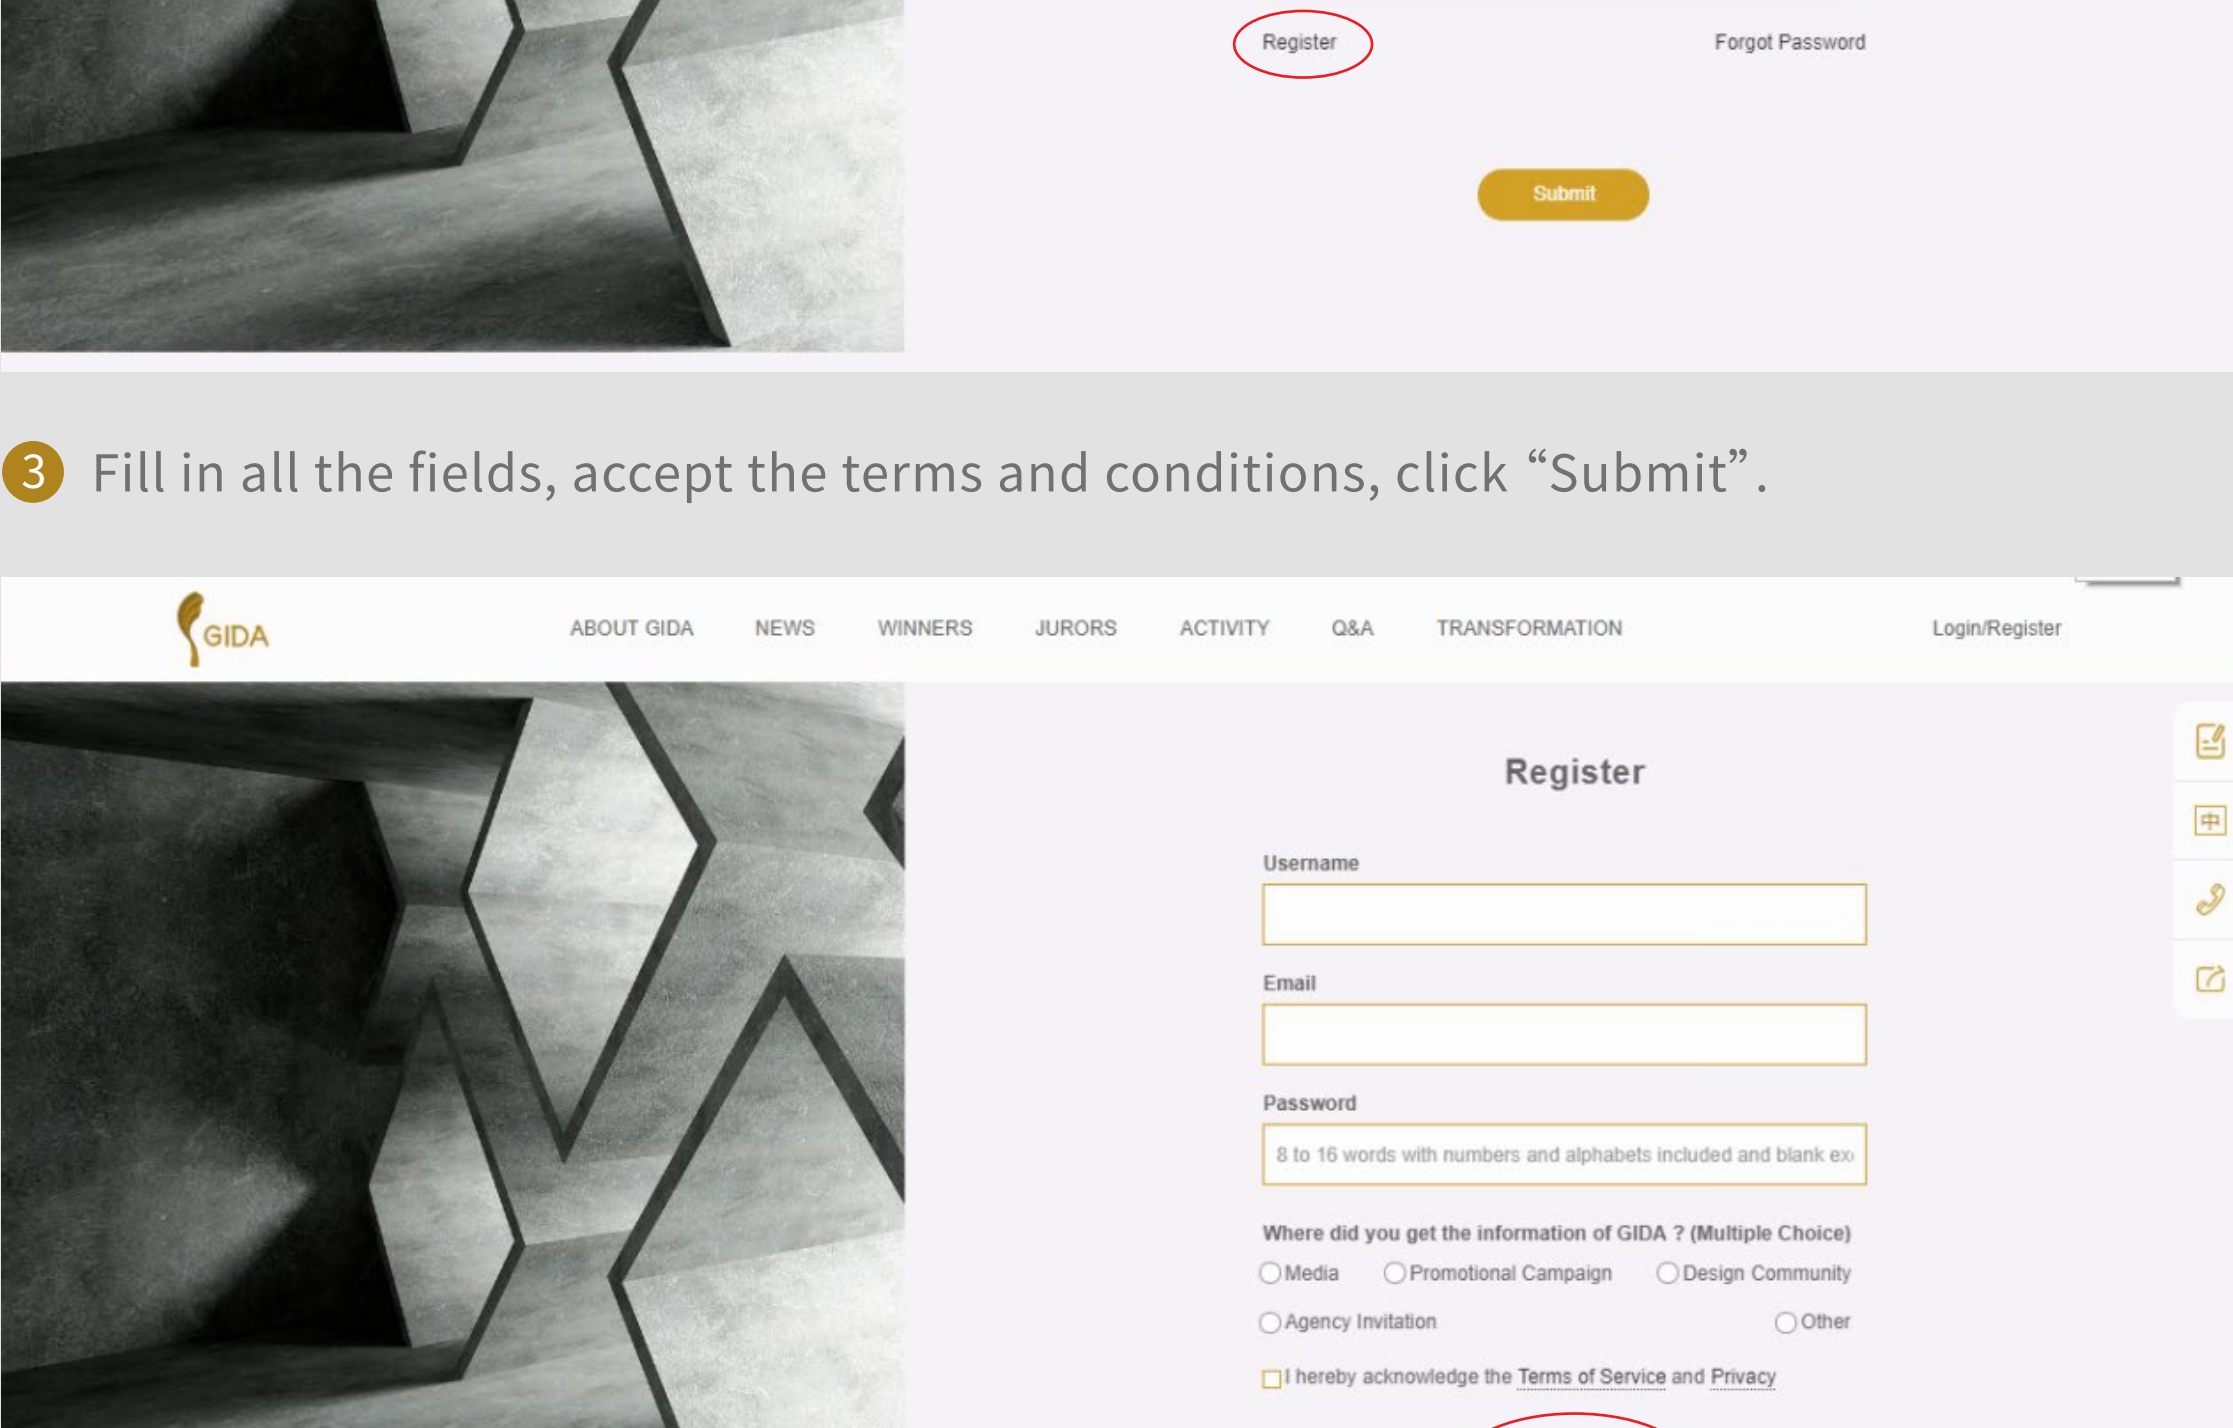 Register Forgot Password
Submit
3 Fill in all the fields, accept the terms and conditions, click “Submit”.
GIDA ABOUT GIDA NEWS WINNERS JURORS ACTIVITY Q&A TRANSFORMATION Login/Register
Register
中
Username
Email
Password
8 to 16 words with numbers and alphabets included and blank
Where did you get the information of GIDA ? (Multiple Choice)
Media Promotional Campaign Design Community
Agency Invitation Other
I hereby acknowledge the Terms of Service and Privacy